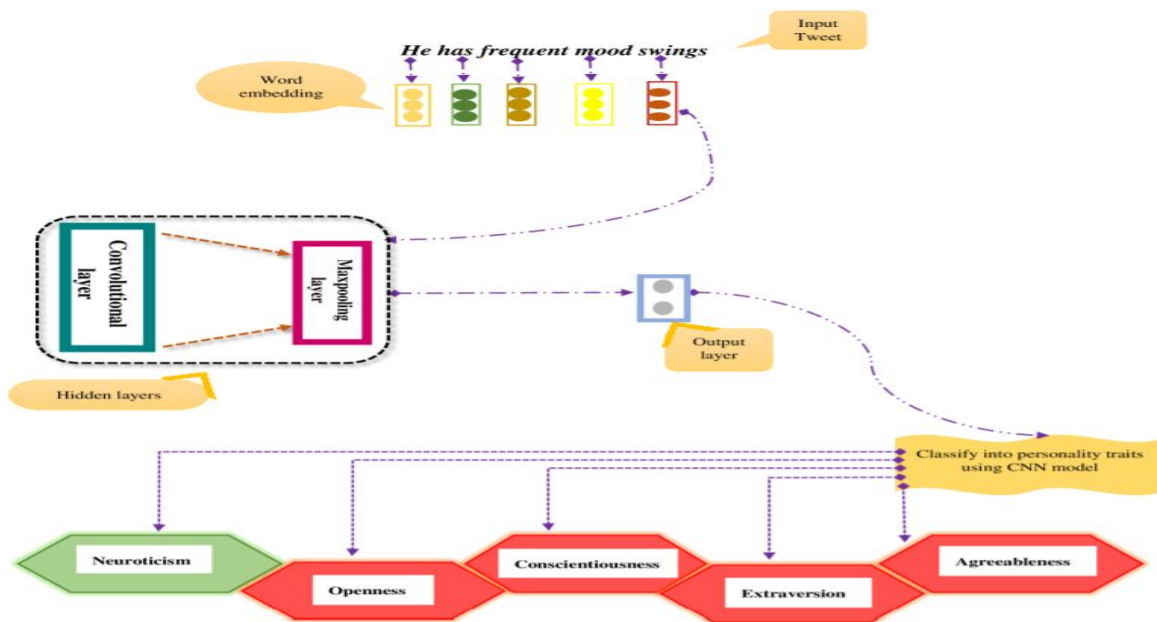 Input
Tweet
He has frequent mood swings
Word
embedding
Convolutional
layer
Maxpooling
layer
Output
layer
Hidden layers
Classify into personality traits
using CNN model
Neuroticism
Openness
Conscientiousness
Extraversion
Agreeableness